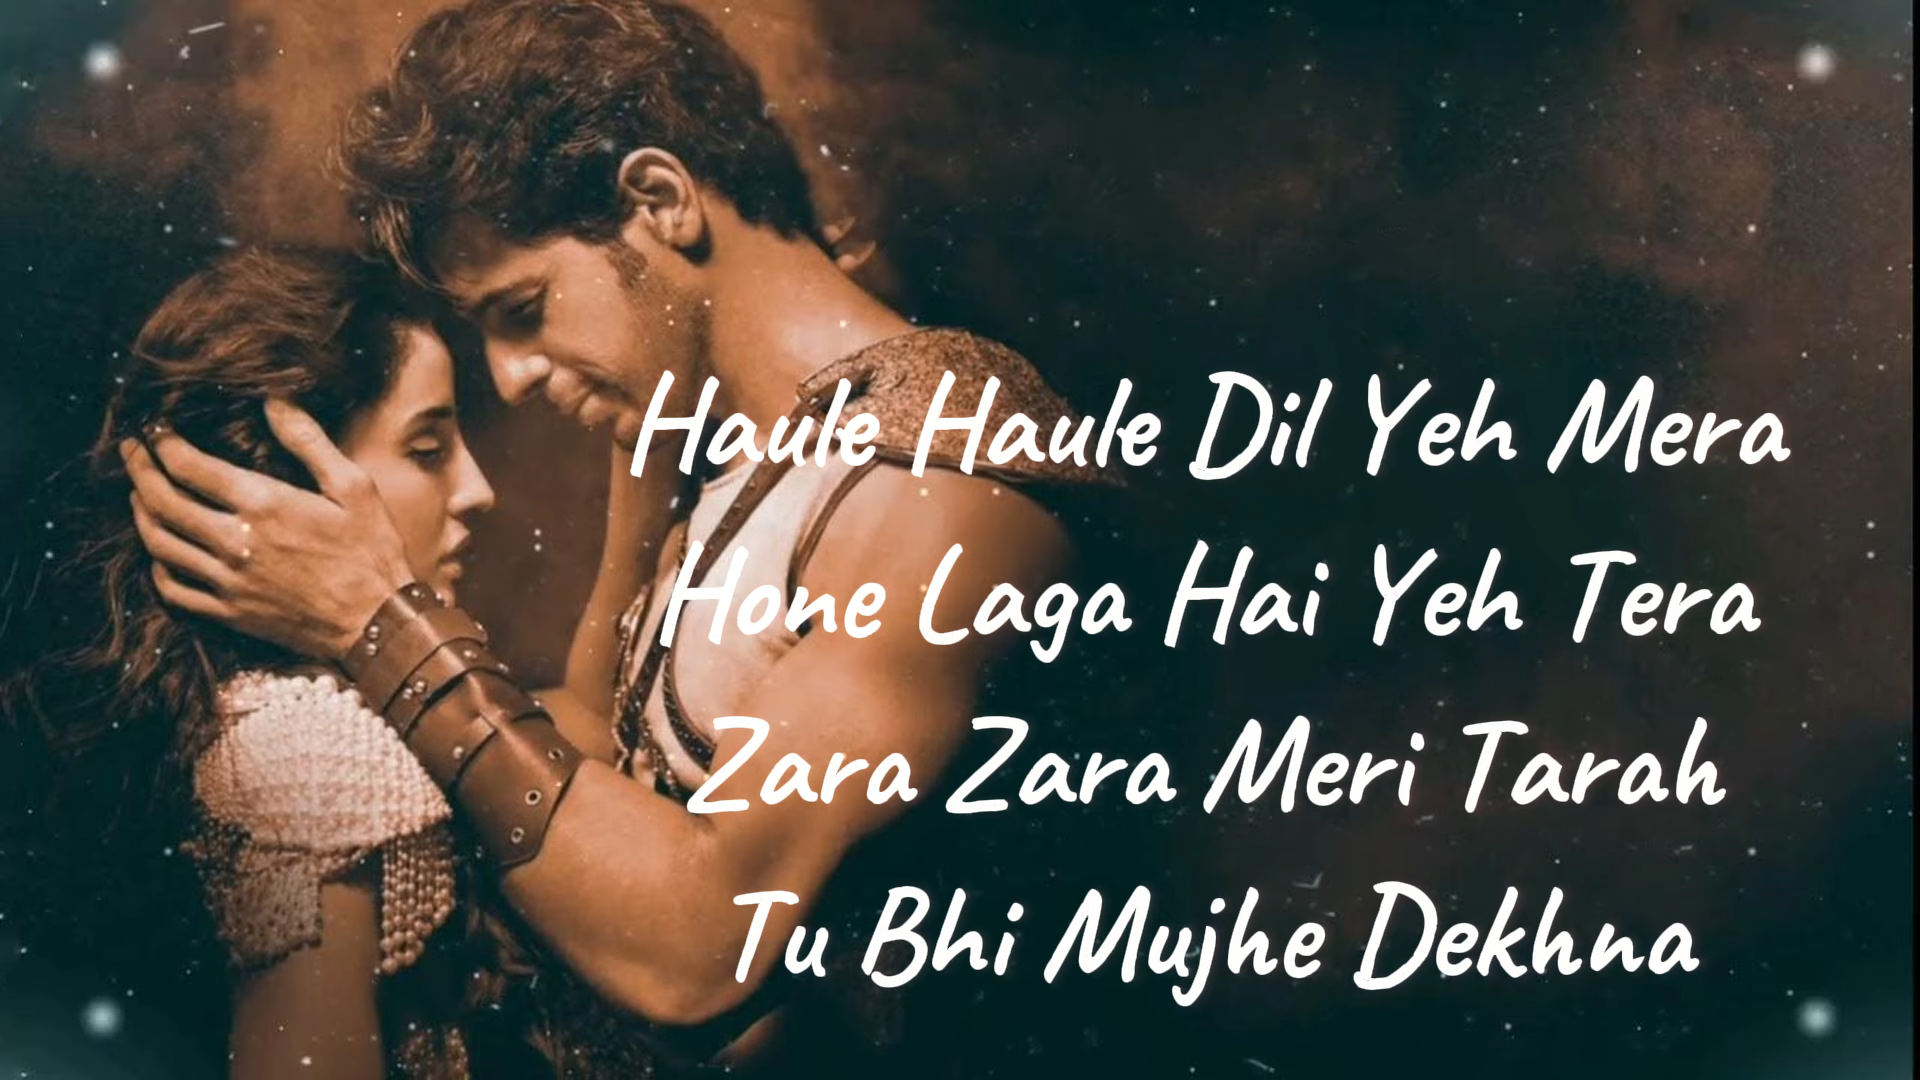 Haule Haule Dil Yeh Mera
Hone Laga Hai Yeh Tera
Zara Zara Meri Tarah
Tu Bhi Mujhe Dekhna